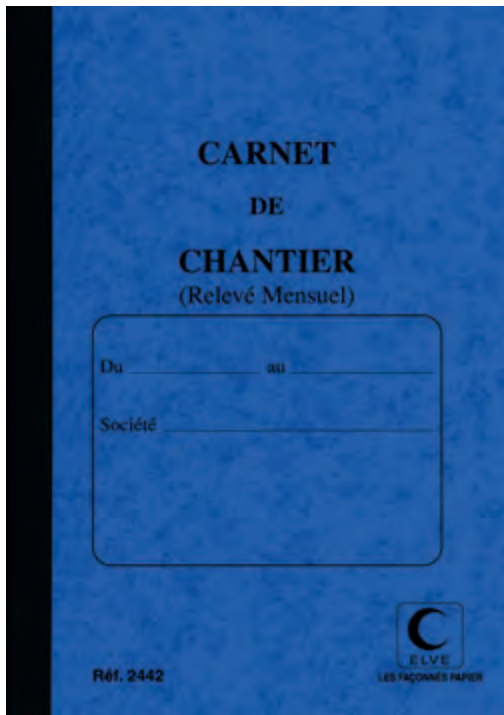 CARNET
DE
CHANTIER
(Relevé Mensuel)
Du au
Société
ELVE
LES FAÇONNÉS PAPIER
Réf. 2442